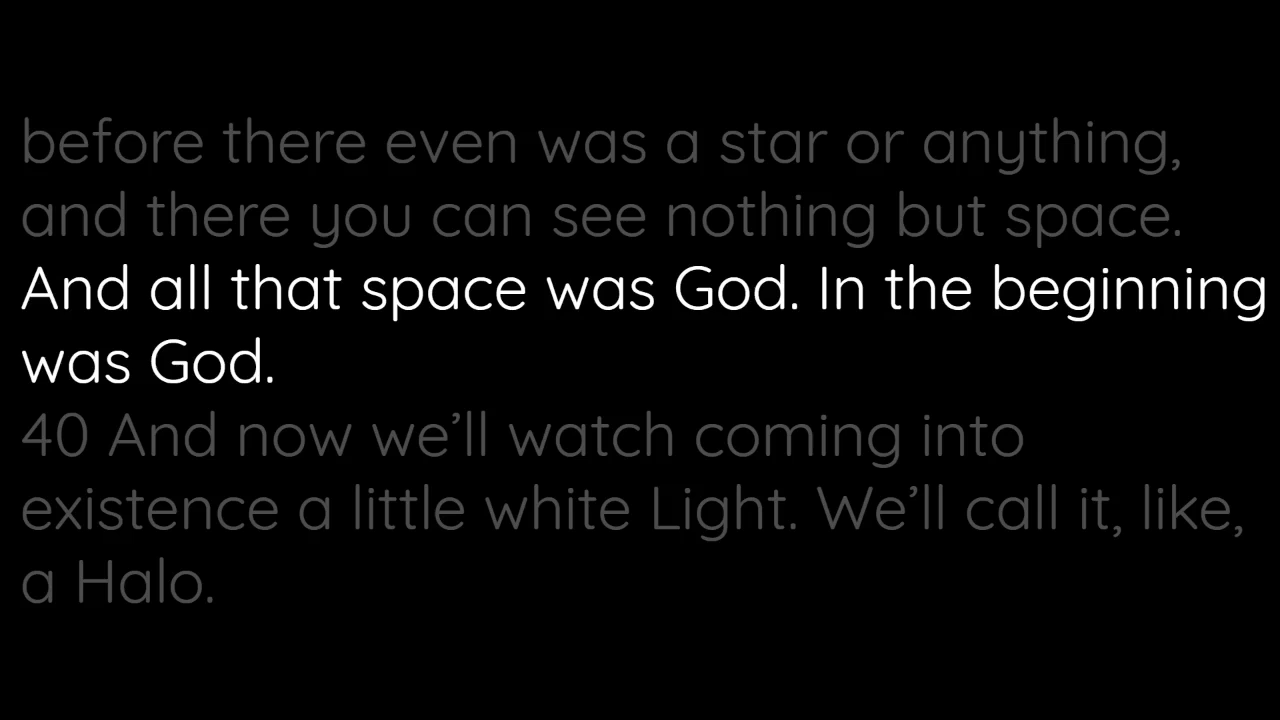 before there even was a star or anything,
and there you can see nothing but space.
And all that space was God. In the beginning
was God.
40 And now we’ll watch coming into
existence a little white Light. We’ll call it, like,
a Halo.